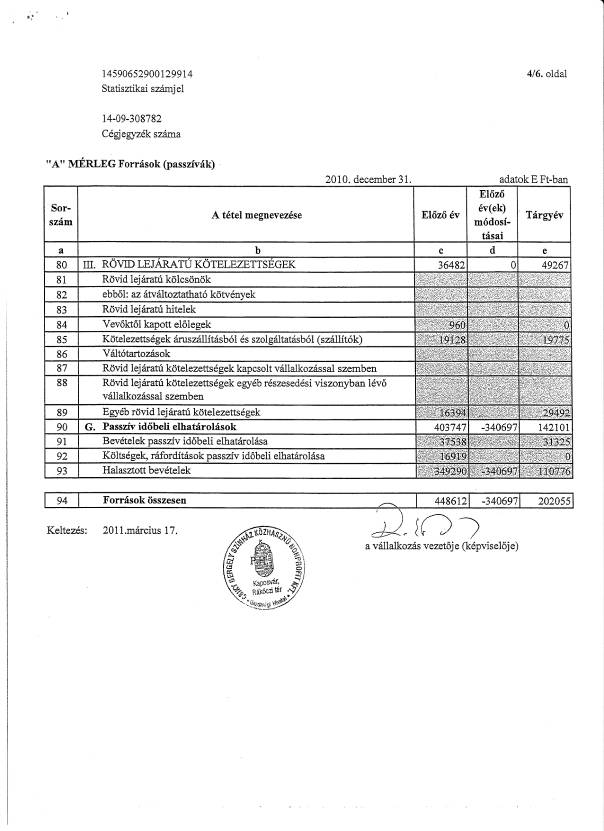 14590652900129914 4/6. oldal
Statisztikai számjel
14-09-308782
Cégjegyzék száma
"A" MÉRLEG Források (passzívák)
2010. december 31. adatok E Ft-ban
Sor-szám A tétel megnevezése Előző év Előző év(ek) módosí-tásai Tárgyév
a b c d e
80 III. RÖVID LEJÁRATÚ KÖTELEZETTSÉGEK 36482 0 49267
81 Rövid lejáratú kölcsönök
82 ebből: az átváltoztatható kötvények
83 Rövid lejáratú hitelek
84 Vevőktől kapott előlegek 960 0
85 Kötelezettségek áruszállításból és szolgáltatásból (szállítók) 19128 19775
86 Váltótartozások
87 Rövid lejáratú kötelezettségek kapcsolt vállalkozással szemben
88 Rövid lejáratú kötelezettségek egyéb részesedési viszonyban lévő
vállalkozással szemben
89 Egyéb rövid lejáratú kötelezettségek 16394 29492
90 G. Passzív időbeli elhatárolások 403747 -340697 142101
91 Bevételek passzív időbeli elhatárolása 37538 31325
92 Költségek, ráfordítások passzív időbeli elhatárolása 16919 0
93 Halasztott bevételek 349290 -340697 110776
94 Források összesen 448612 -340697 202055
Keltezés: 2011.március 17.
a vállalkozás vezetője (képviselője)
CSIKY GERGELY SZÍNHÁZ KÖZHASZNÚ NONPROFIT KFT.
Kaposvár,
Rákóczi tér